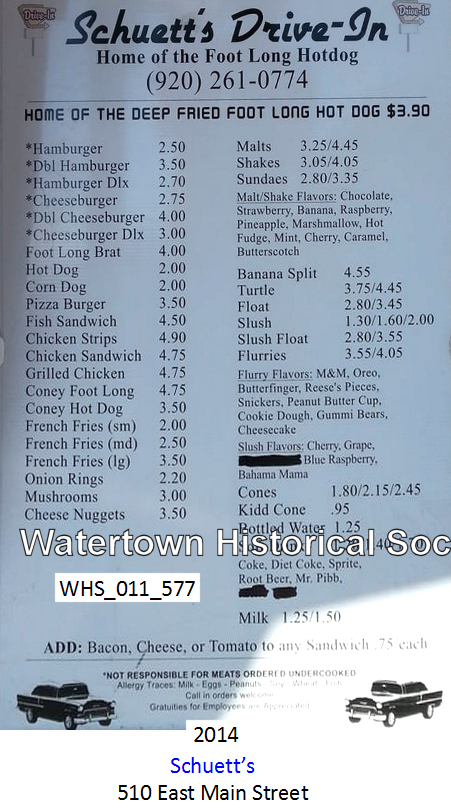 Drive-In
Schuett's Drive-In
Drive-In
Home of the Foot Long Hotdog
(920) 261-0774
HOME OF THE DEEP FRIED FOOT LONG HOT DOG $3.90
*Hamburger 2.50
*Dbl Hamburger 3.50
*Hamburger Dlx 2.70
*Cheeseburger 2.75
*Dbl Cheeseburger 4.00
*Cheeseburger Dlx 3.00
Foot Long Brat 4.00
Hot Dog 2.00
Corn Dog 2.00
Pizza Burger 3.50
Fish Sandwich 4.50
Chicken Strips 4.90
Chicken Sandwich 4.75
Grilled Chicken 4.75
Coney Foot Long 4.75
Coney Hot Dog 3.50
French Fries (sm) 2.00
French Fries (md) 2.50
French Fries (lg) 3.50
Onion Rings 2.20
Mushrooms 3.00
Cheese Nuggets 3.50
Malts 3.25/4.45
Shakes 3.05/4.05
Sundaes 2.80/3.35
Malt/Shake Flavors: Chocolate,
Strawberry, Banana, Raspberry,
Pineapple, Marshmallow, Hot
Fudge, Mint, Cherry, Caramel,
Butterscotch
Banana Split 4.55
Turtle 3.75/4.45
Float 2.80/3.45
Slush 1.30/1.60/2.00
Slush Float 2.80/3.55
Flurries 3.55/4.05
Flurry Flavors: M&M, Oreo,
Butterfinger, Reese's Pieces,
Snickers, Peanut Butter Cup,
Cookie Dough, Gummi Bears,
Cheesecake
Slush Flavors: Cherry, Grape,
Blue Raspberry,
Bahama Mama
Cones 1.80/2.15/2.45
Kidd Cone .95
Bottled Water 1.25
Watertown Historical Soc
Coke, Diet Coke, Sprite,
Root Beer, Mr. Pibb,
Milk 1.25/1.50
WHS_011_577
ADD: Bacon, Cheese, or Tomato to any Sandwich .75 each
*NOT RESPONSIBLE FOR MEATS ORDERED UNDERCOOKED
Allergy Traces: Milk - Eggs - Peanuts - Soy - Wheat - Fish
Call in orders welcome
Gratuities for Employees are Appreciated
2014
Schuett's
510 East Main Street